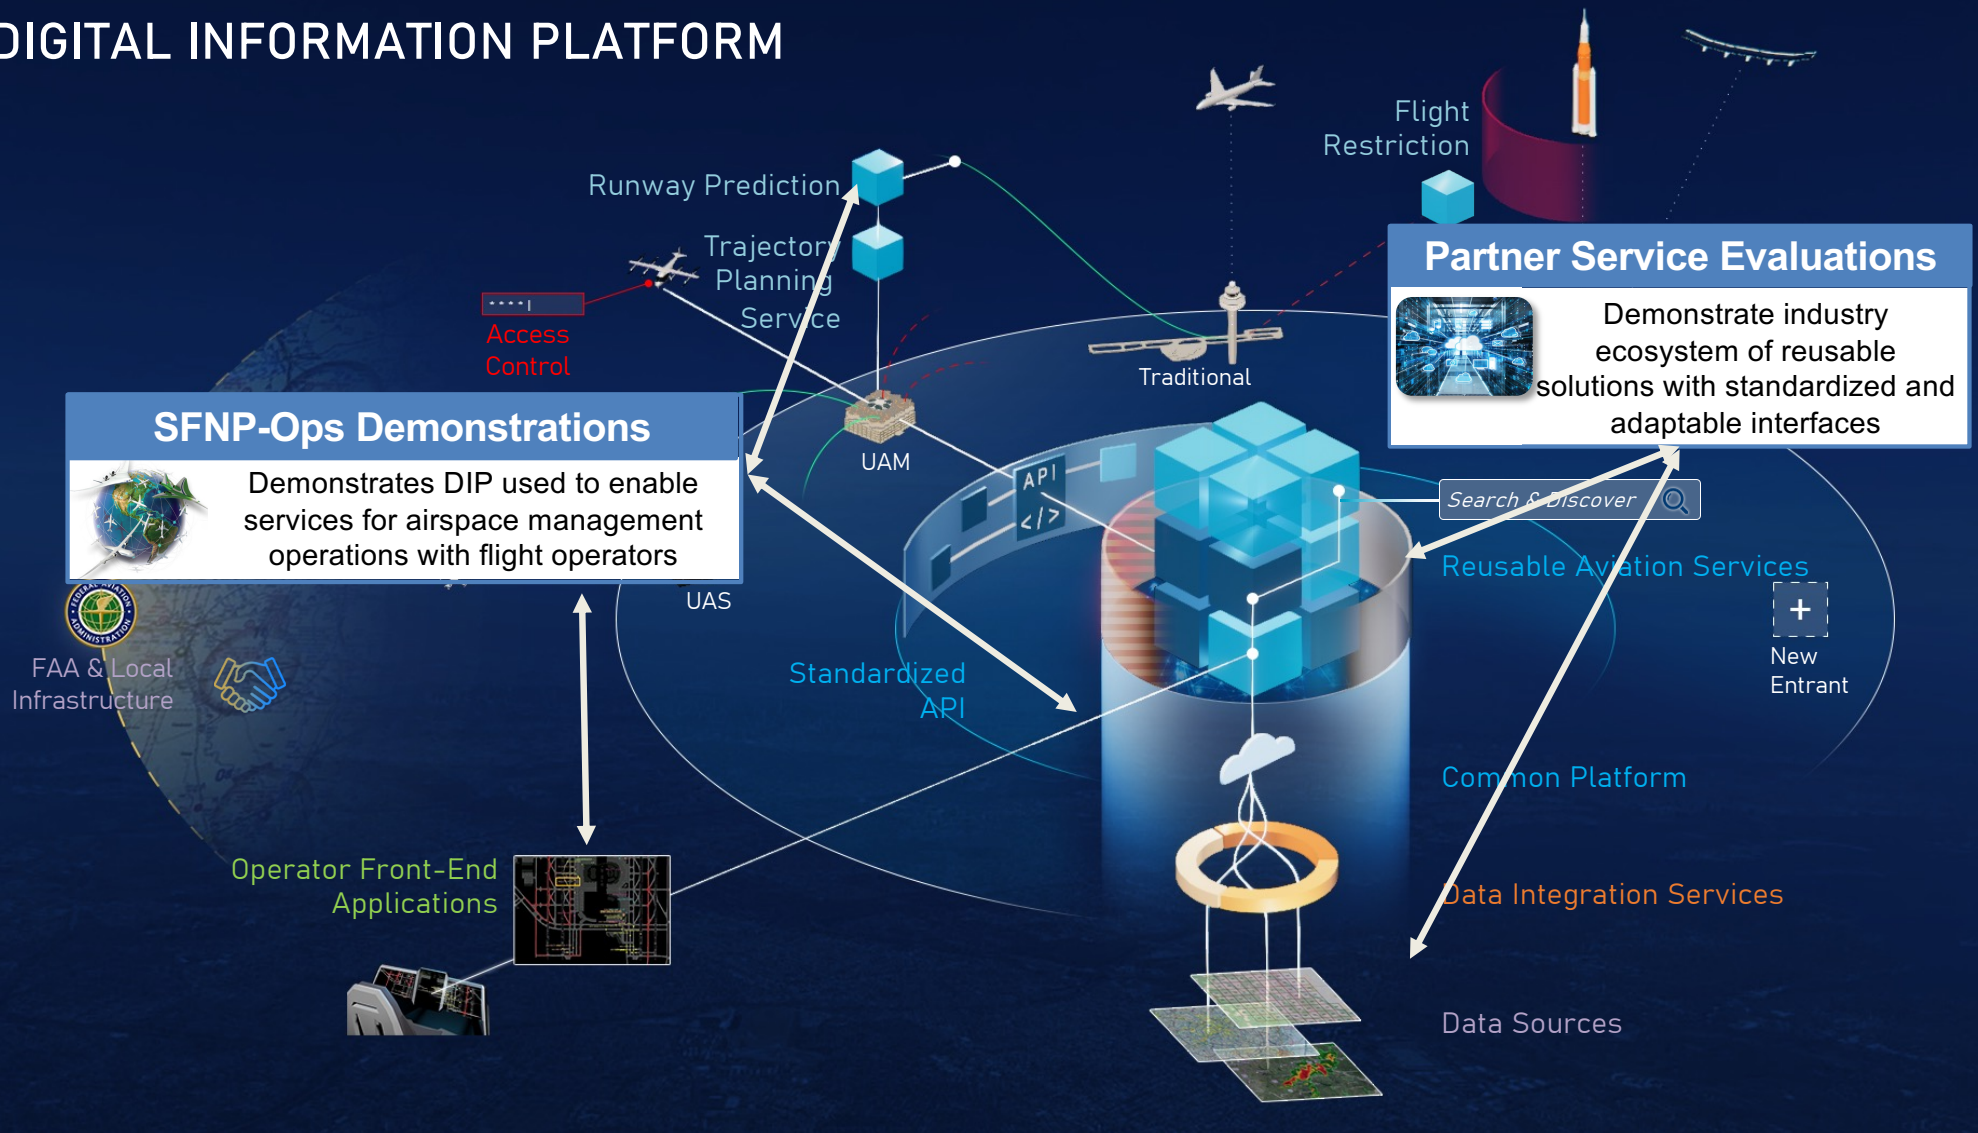 DIGITAL INFORMATION PLATFORM
Flight
Restriction
Runway Prediction
Trajectory
Planning
Service
Access
Control
Partner Service Evaluations
Demonstrate industry
ecosystem of reusable
solutions with standardized and
adaptable interfaces
Traditional
SFNP-Ops Demonstrations
Demonstrates DIP used to enable
services for airspace management
operations with flight operators
UAM
API
</>
Search & Discover
Reusable Aviation Services
UAS
+
New
Entrant
FEDERAL AVIATION
ADMINISTRATION
FAA & Local
Infrastructure
Standardized
API
Common Platform
Operator Front-End
Applications
Data Integration Services
Data Sources